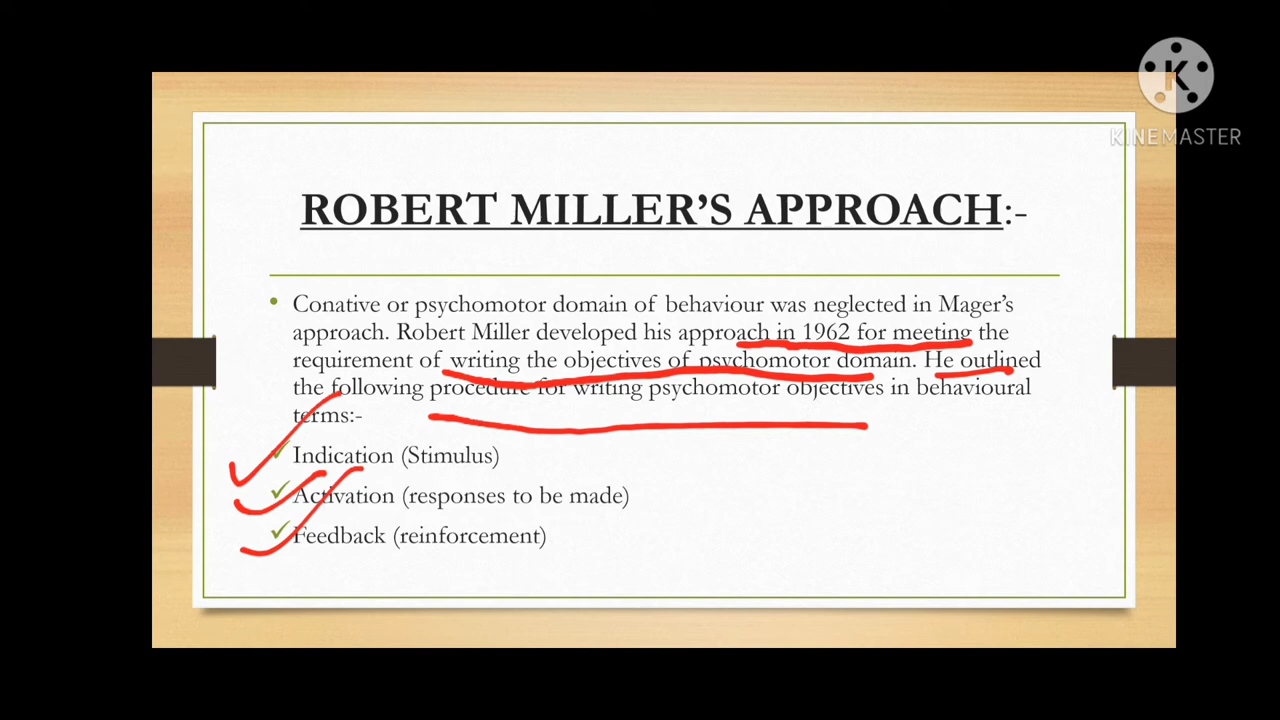 K
KINEMASTER
ROBERT MILLER'S APPROACH:-
• Conative or psychomotor domain of behaviour was neglected in Mager's
approach. Robert Miller developed his approach in 1962 for meeting the
requirement of writing the objectives of psychomotor domain. He outlined
the following procedure for writing psychomotor objectives in behavioural
terms:-
✓ Indication (Stimulus)
✓ Activation (responses to be made)
✓ Feedback (reinforcement)